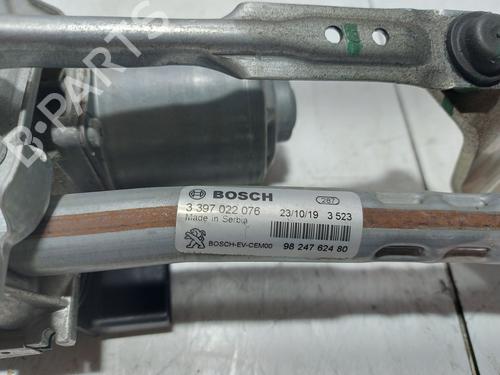 B-PARTS
BOSCH 287
3 397 022 076 23/10/19 3 523
Made in Serbia
BOSCH-EV-CEM00 98 247 624 80